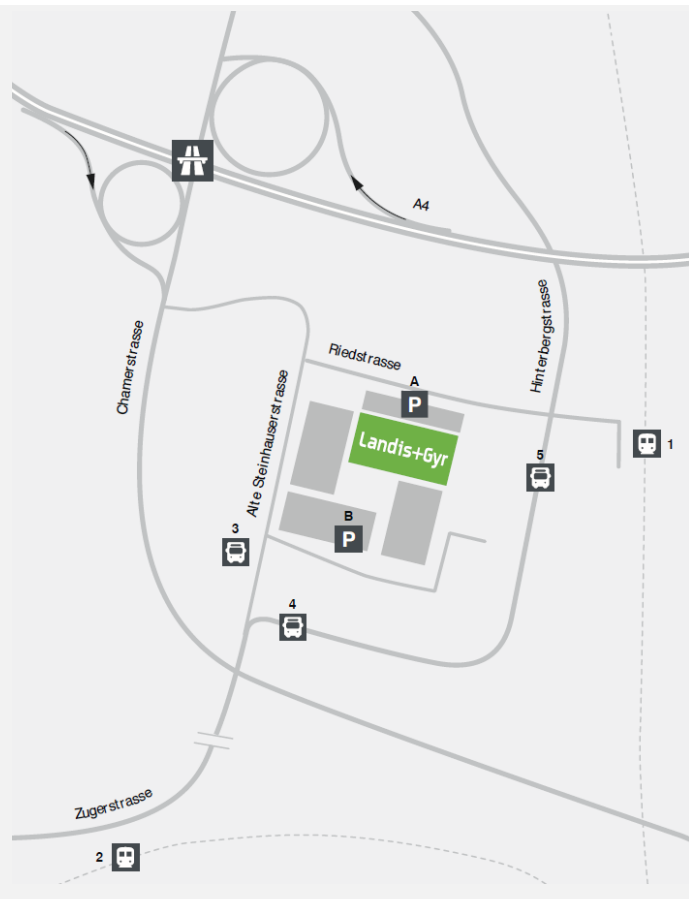 A4
Hinterbergstrasse
Chamerstrasse
Riedstrasse
A
P
Landis+Gyr
1
5
Alte Steinhauserstrasse
B
P
3
4
Zugerstrasse
2